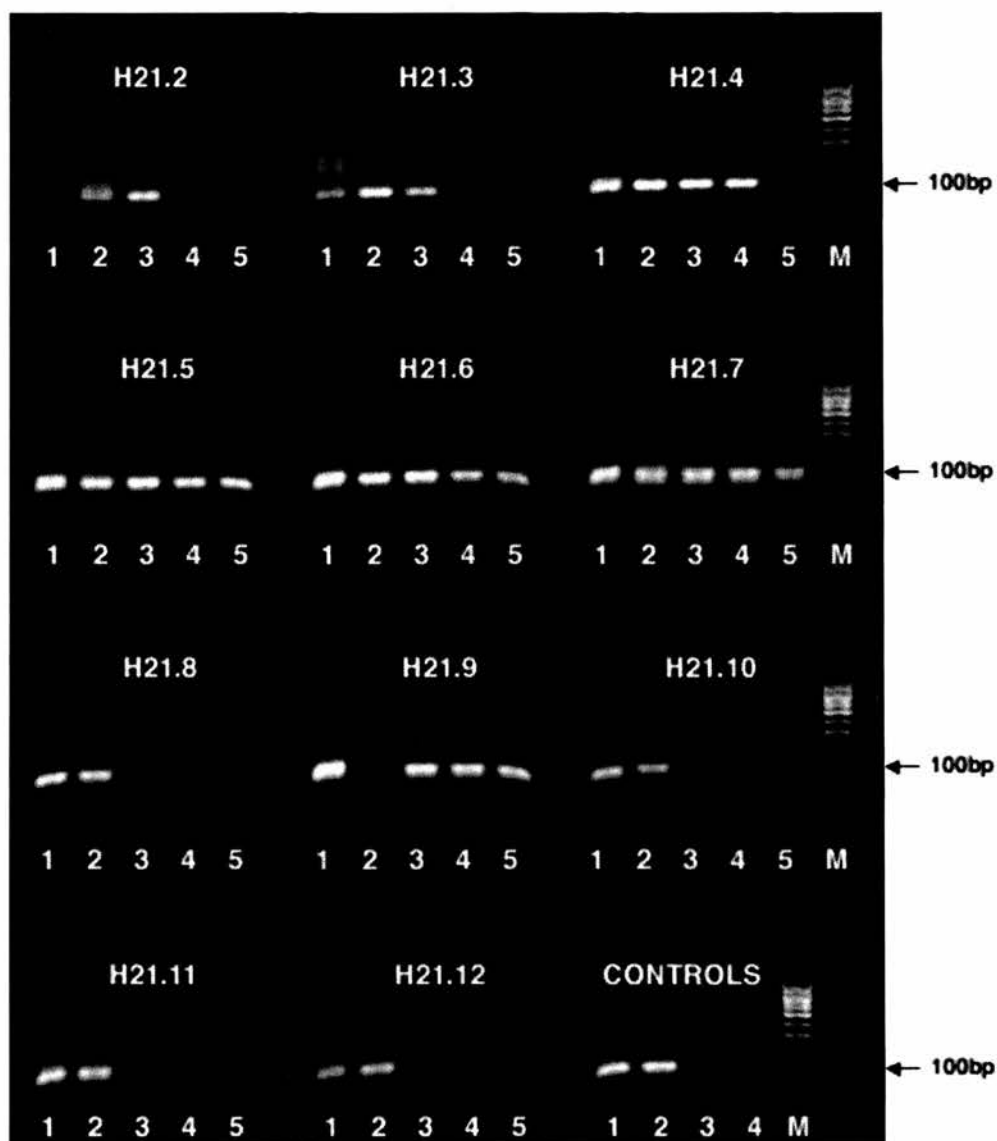 H21.2 H21.3 H21.4
← 100bp
1 2 3 4 5 1 2 3 4 5 1 2 3 4 5 M
H21.5 H21.6 H21.7
← 100bp
1 2 3 4 5 1 2 3 4 5 1 2 3 4 5 M
H21.8 H21.9 H21.10
← 100bp
1 2 3 4 5 1 2 3 4 5 1 2 3 4 5 M
H21.11 H21.12 CONTROLS
← 100bp
1 2 3 4 5 1 2 3 4 5 1 2 3 4 M